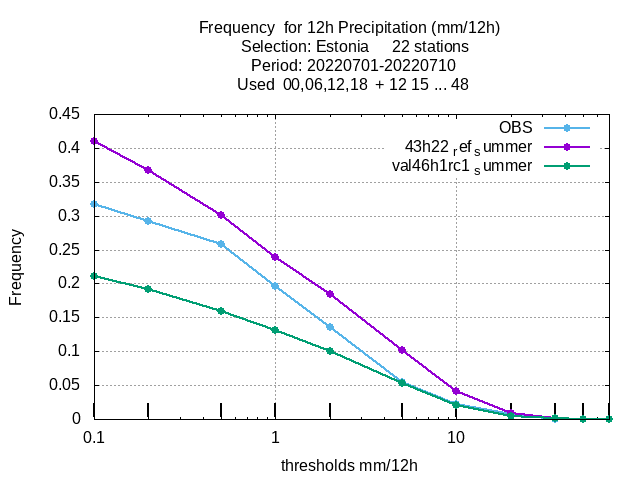 Frequency  for 12h Precipitation (mm/12h)
Selection: Estonia     22 stations
Period: 20220701-20220710
Used  00,06,12,18  + 12 15 ... 48
0.45
0.4
0.35
0.3
0.25
0.2
0.15
0.1
0.05
0
Frequency
OBS
43h22 ref summer
val46h1rc1 summer
0.1
1
10
thresholds mm/12h